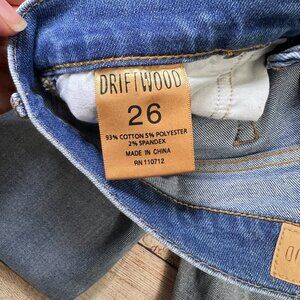 DRIFTWOOD
26
93% COTTON 5% POLYESTER
2% SPANDEX
MADE IN CHINA
RN 110712